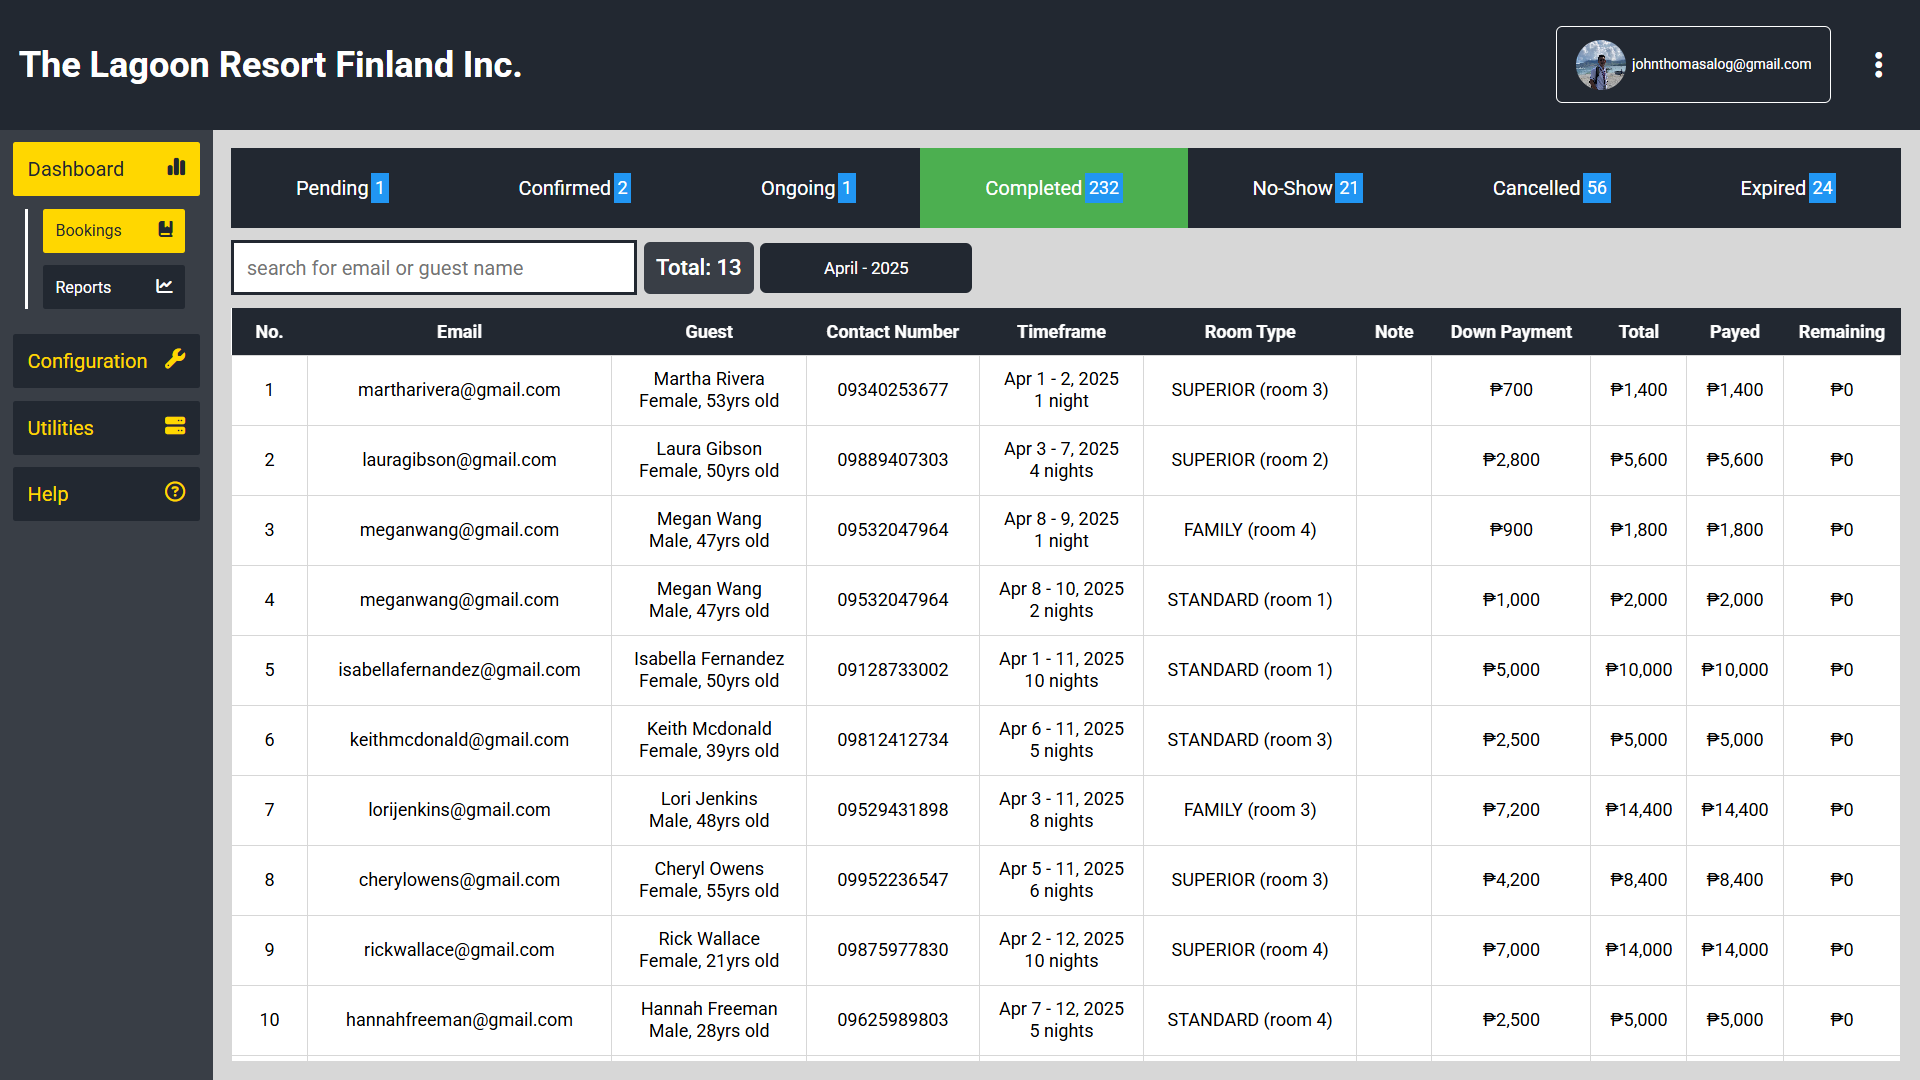 The Lagoon Resort Finland Inc.
johnthomasalog@gmail.com
Dashboard
Bookings
Reports
Configuration
Utilities
Help
Pending 1 Confirmed 2 Ongoing 1 Completed 232 No-Show 21 Cancelled 56 Expired 24
search for email or guest name Total: 13 April - 2025
No. Email Guest Contact Number Timeframe Room Type Note Down Payment Total Payed Remaining
1 martharivera@gmail.com Martha Rivera 09340253677 Apr 1 - 2, 2025 SUPERIOR (room 3) ₱700 ₱1,400 ₱1,400 ₱0
Female, 53yrs old 1 night
2 lauragibson@gmail.com Laura Gibson 09889407303 Apr 3 - 7, 2025 SUPERIOR (room 2) ₱2,800 ₱5,600 ₱5,600 ₱0
Female, 50yrs old 4 nights
3 meganwang@gmail.com Megan Wang 09532047964 Apr 8 - 9, 2025 FAMILY (room 4) ₱900 ₱1,800 ₱1,800 ₱0
Male, 47yrs old 1 night
4 meganwang@gmail.com Megan Wang 09532047964 Apr 8 - 10, 2025 STANDARD (room 1) ₱1,000 ₱2,000 ₱2,000 ₱0
Male, 47yrs old 2 nights
5 isabellafernandez@gmail.com Isabella Fernandez 09128733002 Apr 1 - 11, 2025 STANDARD (room 1) ₱5,000 ₱10,000 ₱10,000 ₱0
Female, 50yrs old 10 nights
6 keithmcdonald@gmail.com Keith Mcdonald 09812412734 Apr 6 - 11, 2025 STANDARD (room 3) ₱2,500 ₱5,000 ₱5,000 ₱0
Female, 39yrs old 5 nights
7 lorijenkins@gmail.com Lori Jenkins 09529431898 Apr 3 - 11, 2025 FAMILY (room 3) ₱7,200 ₱14,400 ₱14,400 ₱0
Male, 48yrs old 8 nights
8 cherylowens@gmail.com Cheryl Owens 09952236547 Apr 5 - 11, 2025 SUPERIOR (room 3) ₱4,200 ₱8,400 ₱8,400 ₱0
Female, 55yrs old 6 nights
9 rickwallace@gmail.com Rick Wallace 09875977830 Apr 2 - 12, 2025 SUPERIOR (room 4) ₱7,000 ₱14,000 ₱14,000 ₱0
Female, 21yrs old 10 nights
10 hannahfreeman@gmail.com Hannah Freeman 09625989803 Apr 7 - 12, 2025 STANDARD (room 4) ₱2,500 ₱5,000 ₱5,000 ₱0
Male, 28yrs old 5 nights